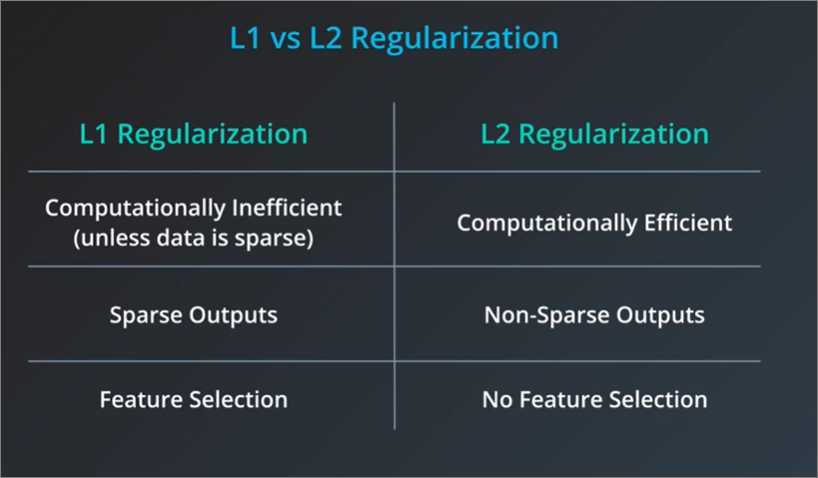 L1 vs L2 Regularization
L1 Regularization
L2 Regularization
Computationally Inefficient
(unless data is sparse)
Computationally Efficient
Sparse Outputs
Non-Sparse Outputs
Feature Selection
No Feature Selection